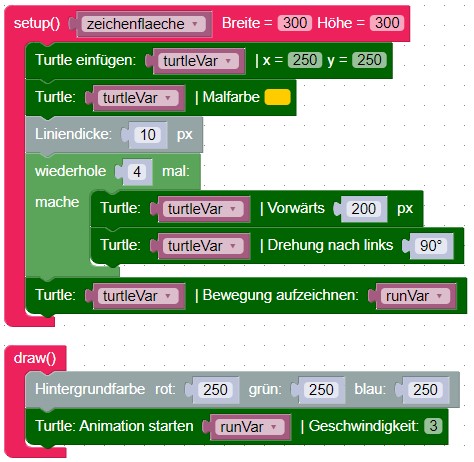 setup() zeichenflaeche Breite = 300 Höhe = 300
Turtle einfügen: turtleVar | x = 250 y = 250
Turtle: turtleVar | Malfarbe
Liniendicke: 10 px
wiederhole 4 mal:
mache Turtle: turtleVar | Vorwärts 200 px
Turtle: turtleVar | Drehung nach links 90°
Turtle: turtleVar | Bewegung aufzeichnen: runVar
draw()
Hintergrundfarbe rot: 250 grün: 250 blau: 250
Turtle: Animation starten runVar | Geschwindigkeit: 3